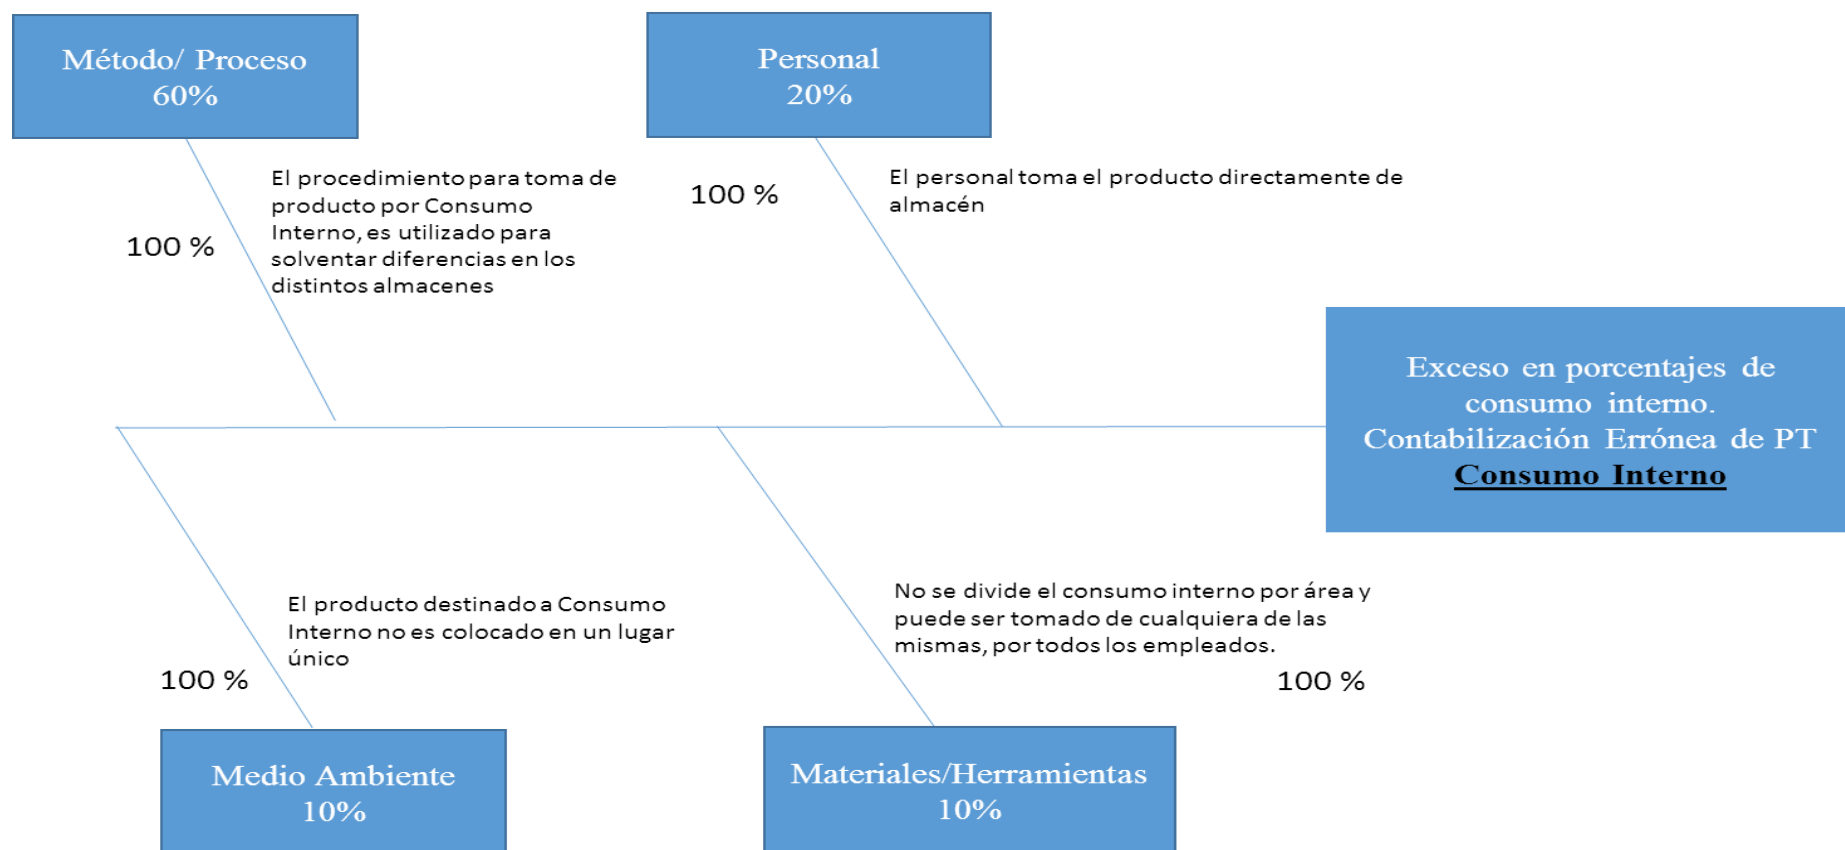 Método/ Proceso
60%
Personal
20%
100 %
El procedimiento para toma de
producto por Consumo
Interno, es utilizado para
solventar diferencias en los
distintos almacenes
100 %
El personal toma el producto directamente de
almacén
Exceso en porcentajes de
consumo interno.
Contabilización Errónea de PT
Consumo Interno
100 %
El producto destinado a Consumo
Interno no es colocado en un lugar
único
No se divide el consumo interno por área y
puede ser tomado de cualquiera de las
mismas, por todos los empleados.
100 %
Medio Ambiente
10%
Materiales/Herramientas
10%